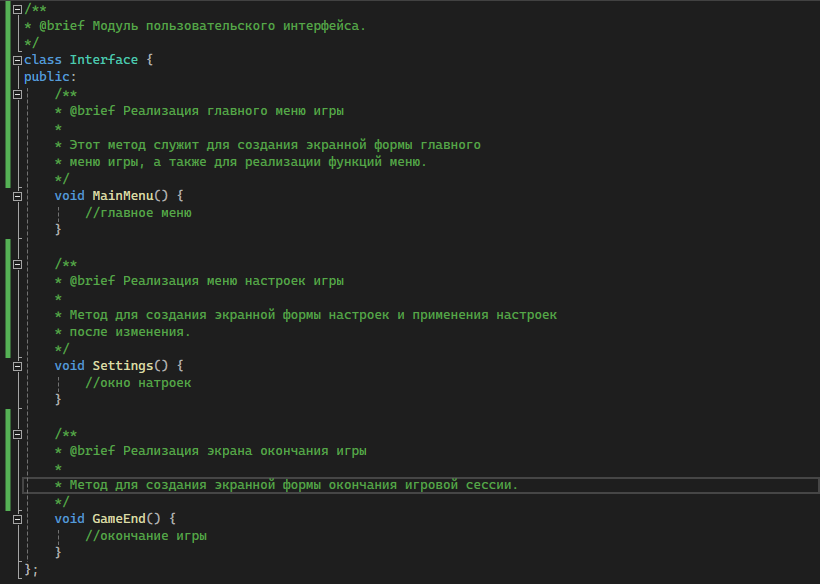 /**
* @brief Модуль пользовательского интерфейса.
*/
class Interface {
public:
    /**
    * @brief Реализация главного меню игры
    *
    * Этот метод служит для создания экранной формы главного
    * меню игры, а также для реализации функций меню.
    */
    void MainMenu() {
        //главное меню
    }

    /**
    * @brief Реализация меню настроек игры
    *
    * Метод для создания экранной формы настроек и применения настроек
    * после изменения.
    */
    void Settings() {
        //окно натроек
    }

    /**
    * @brief Реализация экрана окончания игры
    *
    * Метод для создания экранной формы окончания игровой сессии.
    */
    void GameEnd() {
        //окончание игры
    }
};